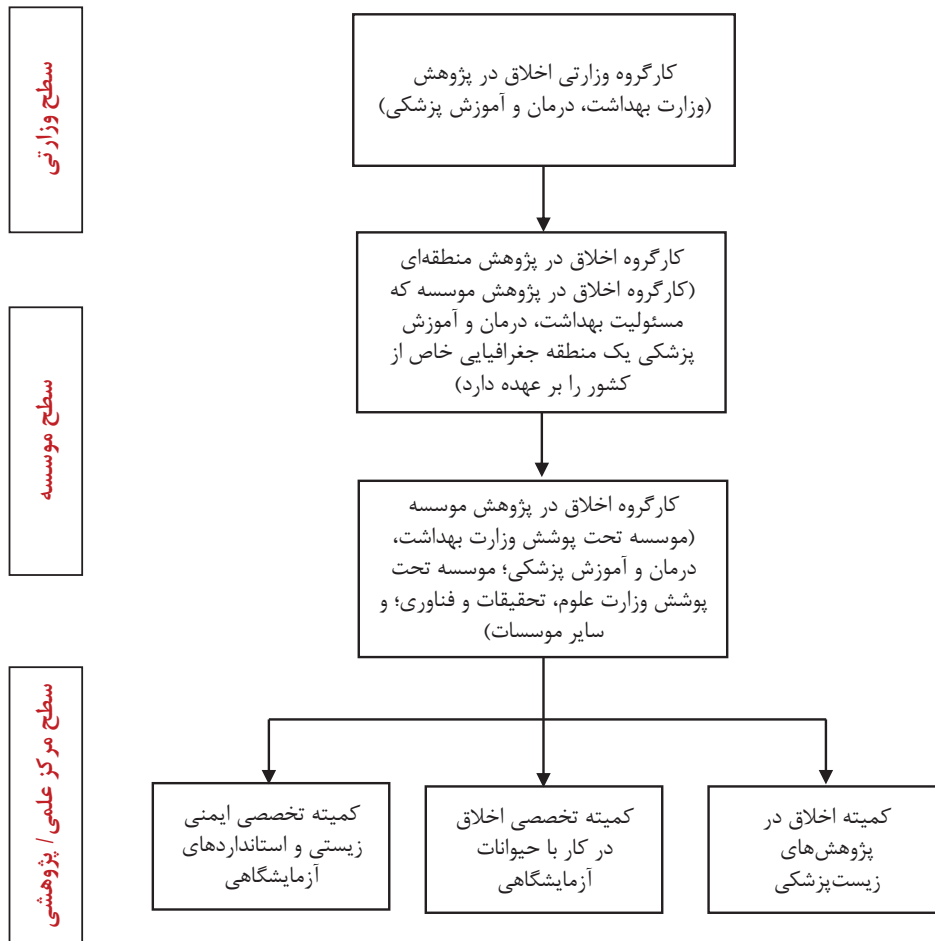 سطح وزارتی
کارگروه وزارتی اخلاق در پژوهش
(وزارت بهداشت، درمان و آموزش پزشکی)
سطح موسسه
کارگروه اخلاق در پژوهش منطقه‌ای
(کارگروه اخلاق در پژوهش موسسه که
مسئولیت بهداشت، درمان و آموزش
پزشکی یک منطقه جغرافیایی خاص از
کشور را بر عهده دارد)
کارگروه اخلاق در پژوهش موسسه
(موسسه تحت پوشش وزارت بهداشت،
درمان و آموزش پزشکی؛ موسسه تحت
پوشش وزارت علوم، تحقیقات و فناوری؛ و
سایر موسسات)
سطح مرکز علمی / پژوهشی
کمیته اخلاق در
پژوهش‌های
زیست‌پزشکی
کمیته تخصصی اخلاق
در کار با حیوانات
آزمایشگاهی
کمیته تخصصی ایمنی
زیستی و استانداردهای
آزمایشگاهی